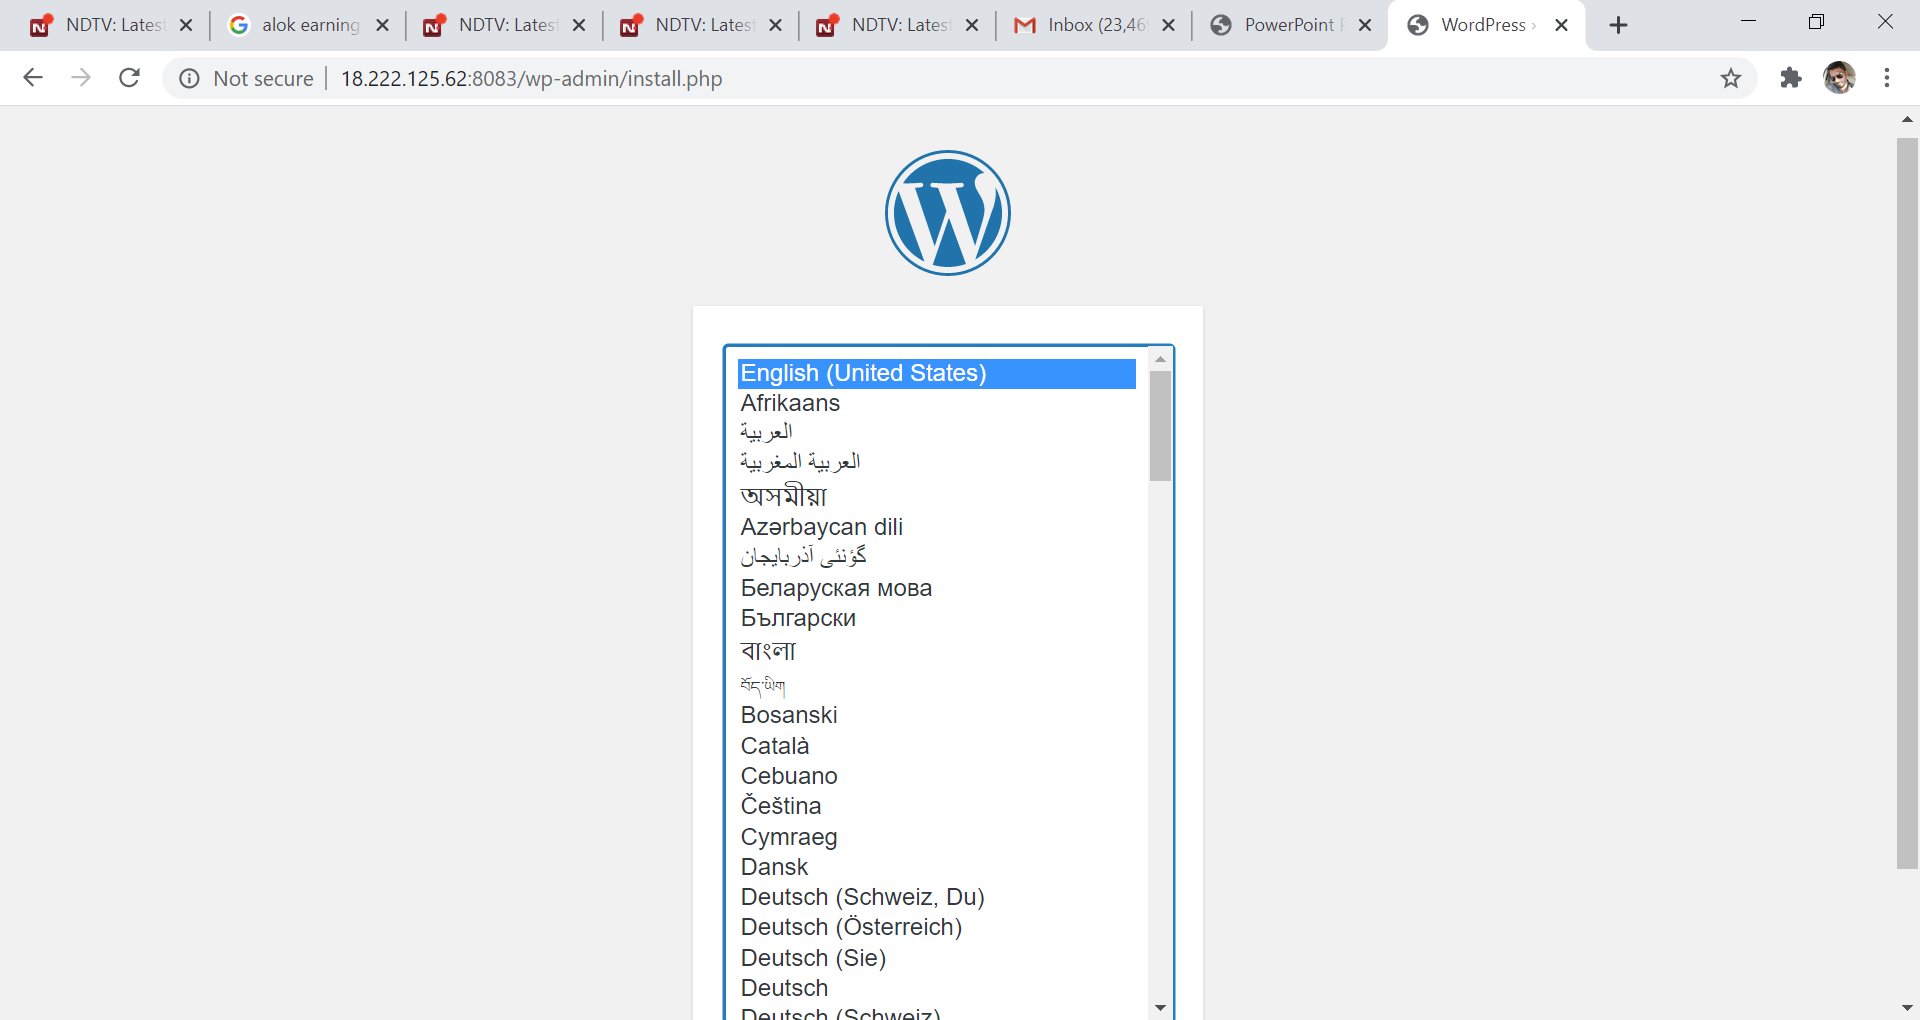 NDTV: Latest
alok earning
NDTV: Latest
NDTV: Latest
NDTV: Latest
Inbox (23,46
PowerPoint
WordPress ›
Not secure
18.222.125.62:8083/wp-admin/install.php
English (United States)
Afrikaans
العربية
العربية المغربية
অসমীয়া
Azərbaycan dili
گؤنئی آذربایجان
Беларуская мова
Български
বাংলা
བོད་ཡིག
Bosanski
Català
Cebuano
Čeština
Cymraeg
Dansk
Deutsch (Schweiz, Du)
Deutsch (Österreich)
Deutsch (Sie)
Deutsch
Deutsch (Schweiz)